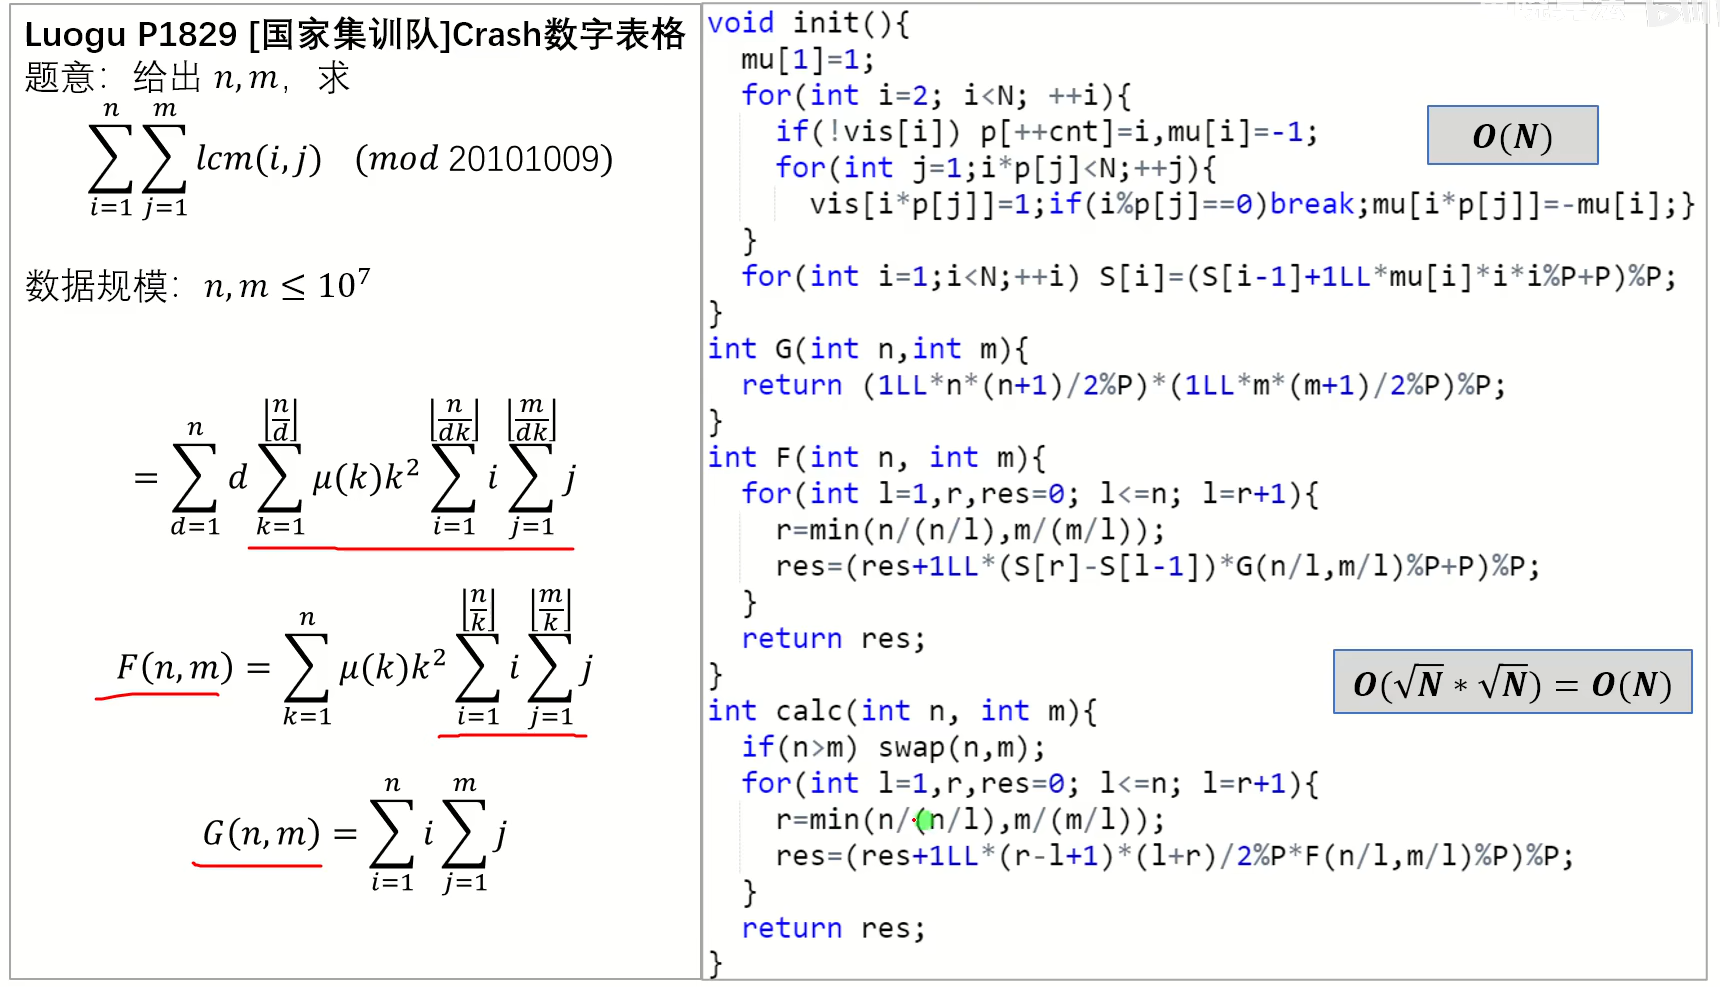 Luogu P1829 [国家集训队]Crash数字表格
题意：给出 n, m，求
$\sum_{i=1}^{n}\sum_{j=1}^{m} lcm(i,j)$ (mod 20101009)
数据规模：n, m ≤ 10^7
$= \sum_{d=1}^{n} d \sum_{k=1}^{\lfloor\frac{n}{d}\rfloor} \mu(k)k^2 \sum_{i=1}^{\lfloor\frac{n}{dk}\rfloor} i \sum_{j=1}^{\lfloor\frac{m}{dk}\rfloor} j$
$F(n,m) = \sum_{k=1}^{n} \mu(k)k^2 \sum_{i=1}^{\lfloor\frac{n}{k}\rfloor} i \sum_{j=1}^{\lfloor\frac{m}{k}\rfloor} j$
$G(n,m) = \sum_{i=1}^{n} i \sum_{j=1}^{m} j$
void init(){
  mu[1]=1;
  for(int i=2; i<N; ++i){
    if(!vis[i]) p[++cnt]=i,mu[i]=-1;
    for(int j=1;i*p[j]<N;++j){
      vis[i*p[j]]=1;if(i%p[j]==0)break;mu[i*p[j]]=-mu[i];}
  }
  for(int i=1;i<N;++i) S[i]=(S[i-1]+1LL*mu[i]*i*i%P+P)%P;
}
int G(int n,int m){
  return (1LL*n*(n+1)/2%P)*(1LL*m*(m+1)/2%P)%P;
}
int F(int n, int m){
  for(int l=1,r,res=0; l<=n; l=r+1){
    r=min(n/(n/l),m/(m/l));
    res=(res+1LL*(S[r]-S[l-1])*G(n/l,m/l)%P+P)%P;
  }
  return res;
}
int calc(int n, int m){
  if(n>m) swap(n,m);
  for(int l=1,r,res=0; l<=n; l=r+1){
    r=min(n/(n/l),m/(m/l));
    res=(res+1LL*(r-l+1)*(l+r)/2%P*F(n/l,m/l)%P)%P;
  }
  return res;
}
O(N)
$O(\sqrt{N} * \sqrt{N}) = O(N)$